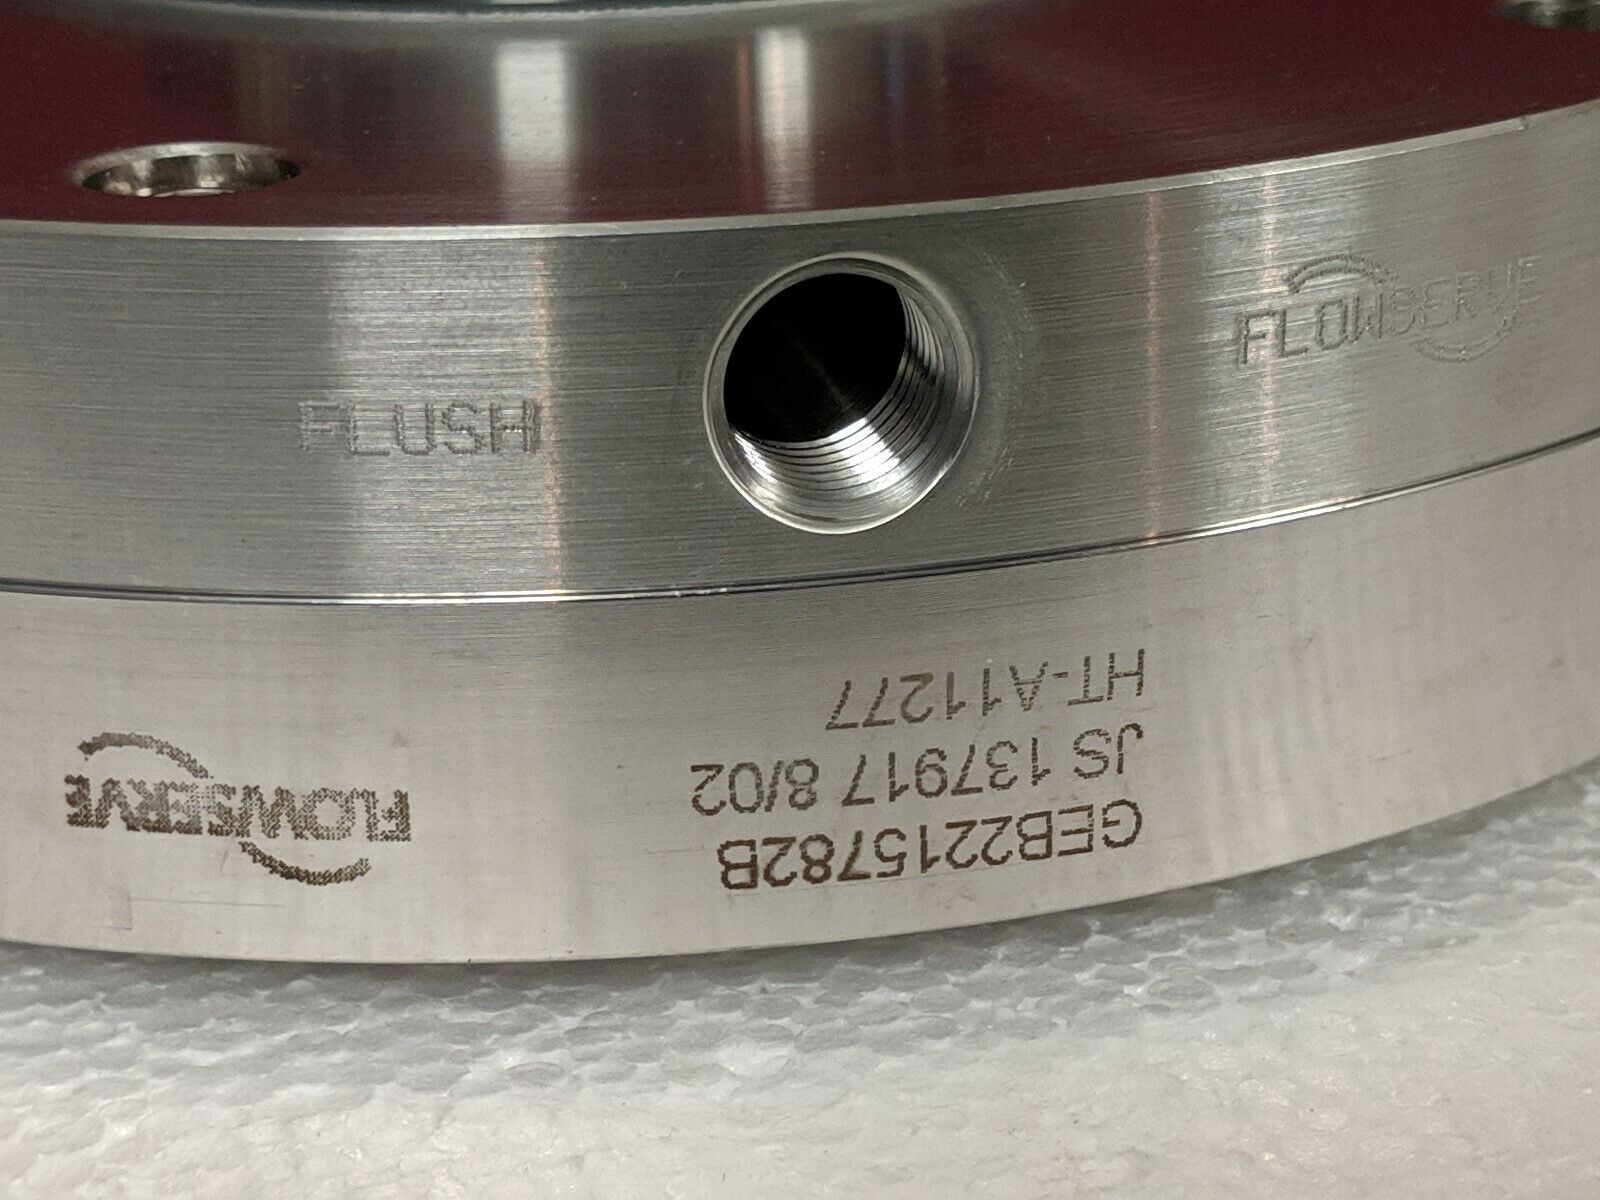 FLUSH
FLOWSERVE
GEB2215782B
JS 137917 8/02
HT-A11277
FLOWSERVE